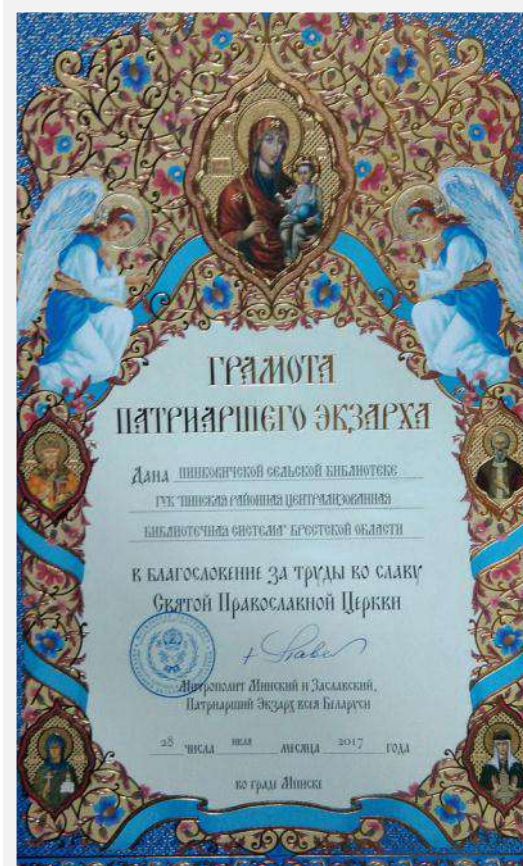 ГРАМОТА
ПАТРИАРШЕГО ЭКЗАРХА
Дана ПИНКОВИЧСКОЙ СЕЛЬСКОЙ БИБЛИОТЕКЕ
ГУК "ПИНСКАЯ РАЙОННАЯ ЦЕНТРАЛИЗОВАННАЯ
БИБЛИОТЕЧНАЯ СИСТЕМА" БРЕСТСКОЙ ОБЛАСТИ
в благословение за труды во славу
Святой Православной Церкви
Митрополит Минский и Заславский,
Патриарший Экзарх всея Беларуси
28 числа июля месяца 2017 года
во граде Минске